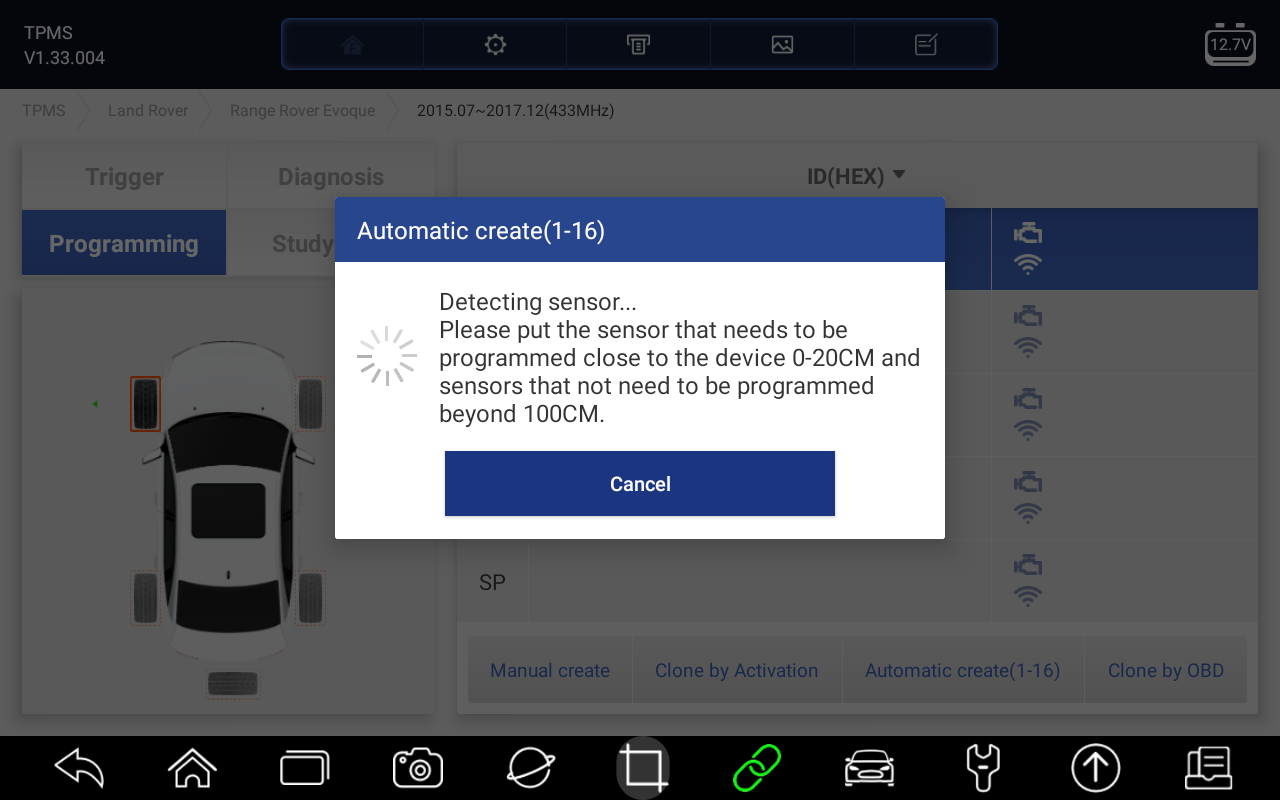 TPMS
V1.33.004
12.7V
TPMS
Land Rover
Range Rover Evoque
2015.07~2017.12(433MHz)
Trigger
Diagnosis
Programming
Study
ID(HEX)
Automatic create(1-16)
Detecting sensor...
Please put the sensor that needs to be
programmed close to the device 0-20CM and
sensors that not need to be programmed
beyond 100CM.
Cancel
SP
Manual create
Clone by Activation
Automatic create(1-16)
Clone by OBD